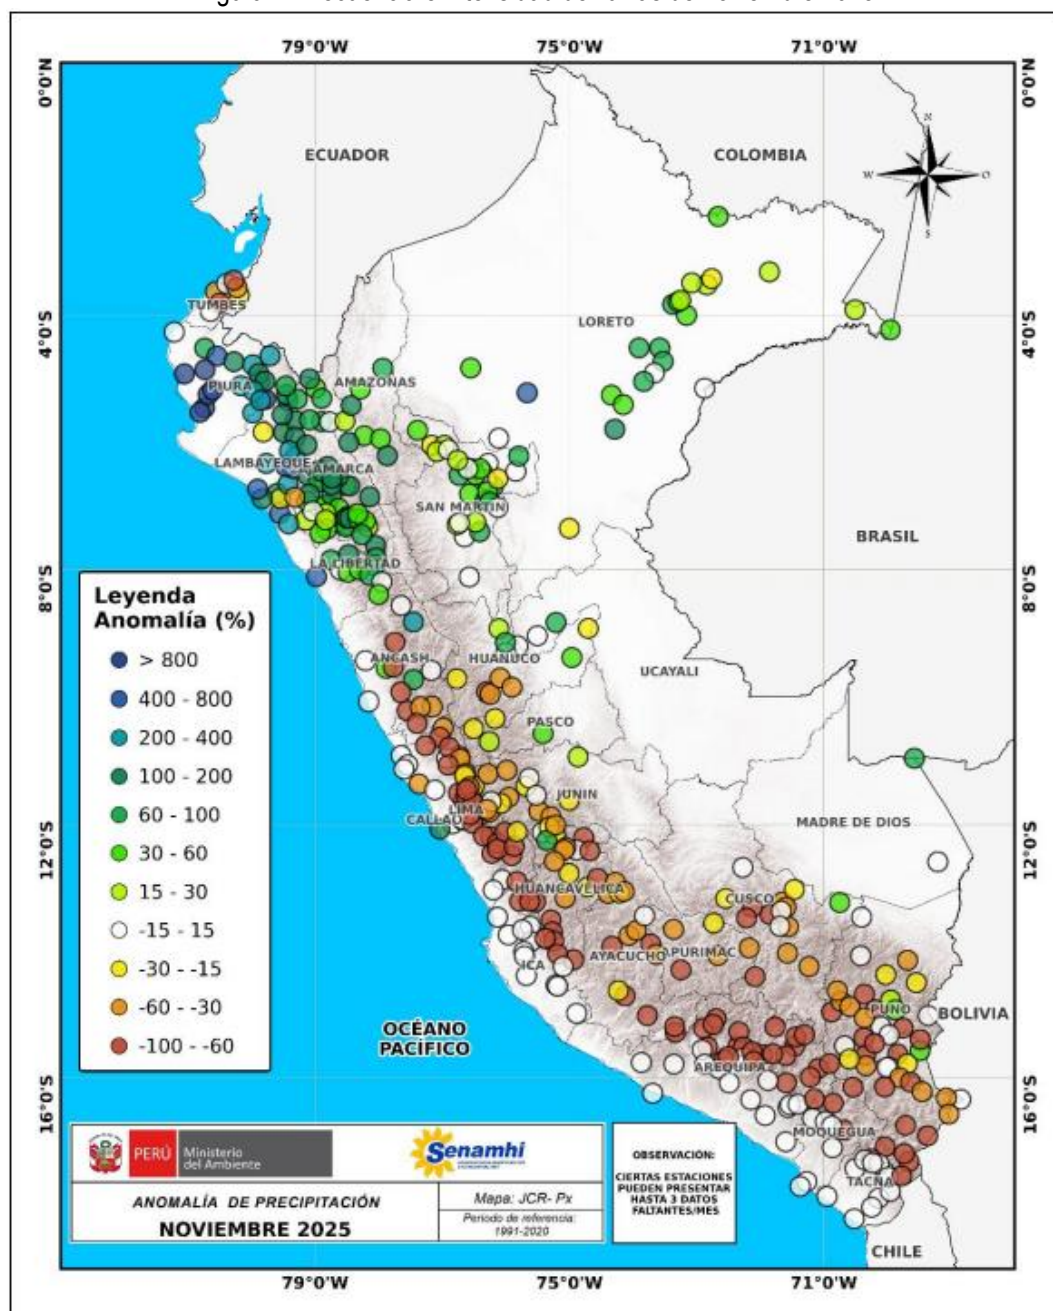 79°0'W 75°0'W 71°0'W
0°0'N 0°0'N
ECUADOR COLOMBIA
N
W O
S
TUMBES
4°0'S LORETO 4°0'S
PIURA AMAZONAS
LAMBAYEQUE CAJAMARCA
SAN MARTIN
BRASIL
LA LIBERTAD
8°0'S 8°0'S
Leyenda
Anomalía (%)
> 800
400 - 800
200 - 400
100 - 200
60 - 100
30 - 60
15 - 30
-15 - 15
-30 - -15
-60 - -30
-100 - -60
ANCASH HUANUCO
UCAYALI
PASCO
JUNIN
LIMA
CALLAO
MADRE DE DIOS
12°0'S 12°0'S
HUANCAVELICA CUSCO
AYACUCHO APURIMAC
ICA
PUNO
BOLIVIA
OCÉANO
PACÍFICO
AREQUIPA
16°0'S 16°0'S
MOQUEGUA
TACNA
CHILE
PERÚ
Ministerio
del Ambiente
Senamhi
ANOMALÍA DE PRECIPITACIÓN
NOVIEMBRE 2025
Mapa: JCR- Px
Periodo de referencia:
1991-2020
OBSERVACIÓN:
CIERTAS ESTACIONES
PUEDEN PRESENTAR
HASTA 3 DATOS
FALTANTES/MES
79°0'W 75°0'W 71°0'W